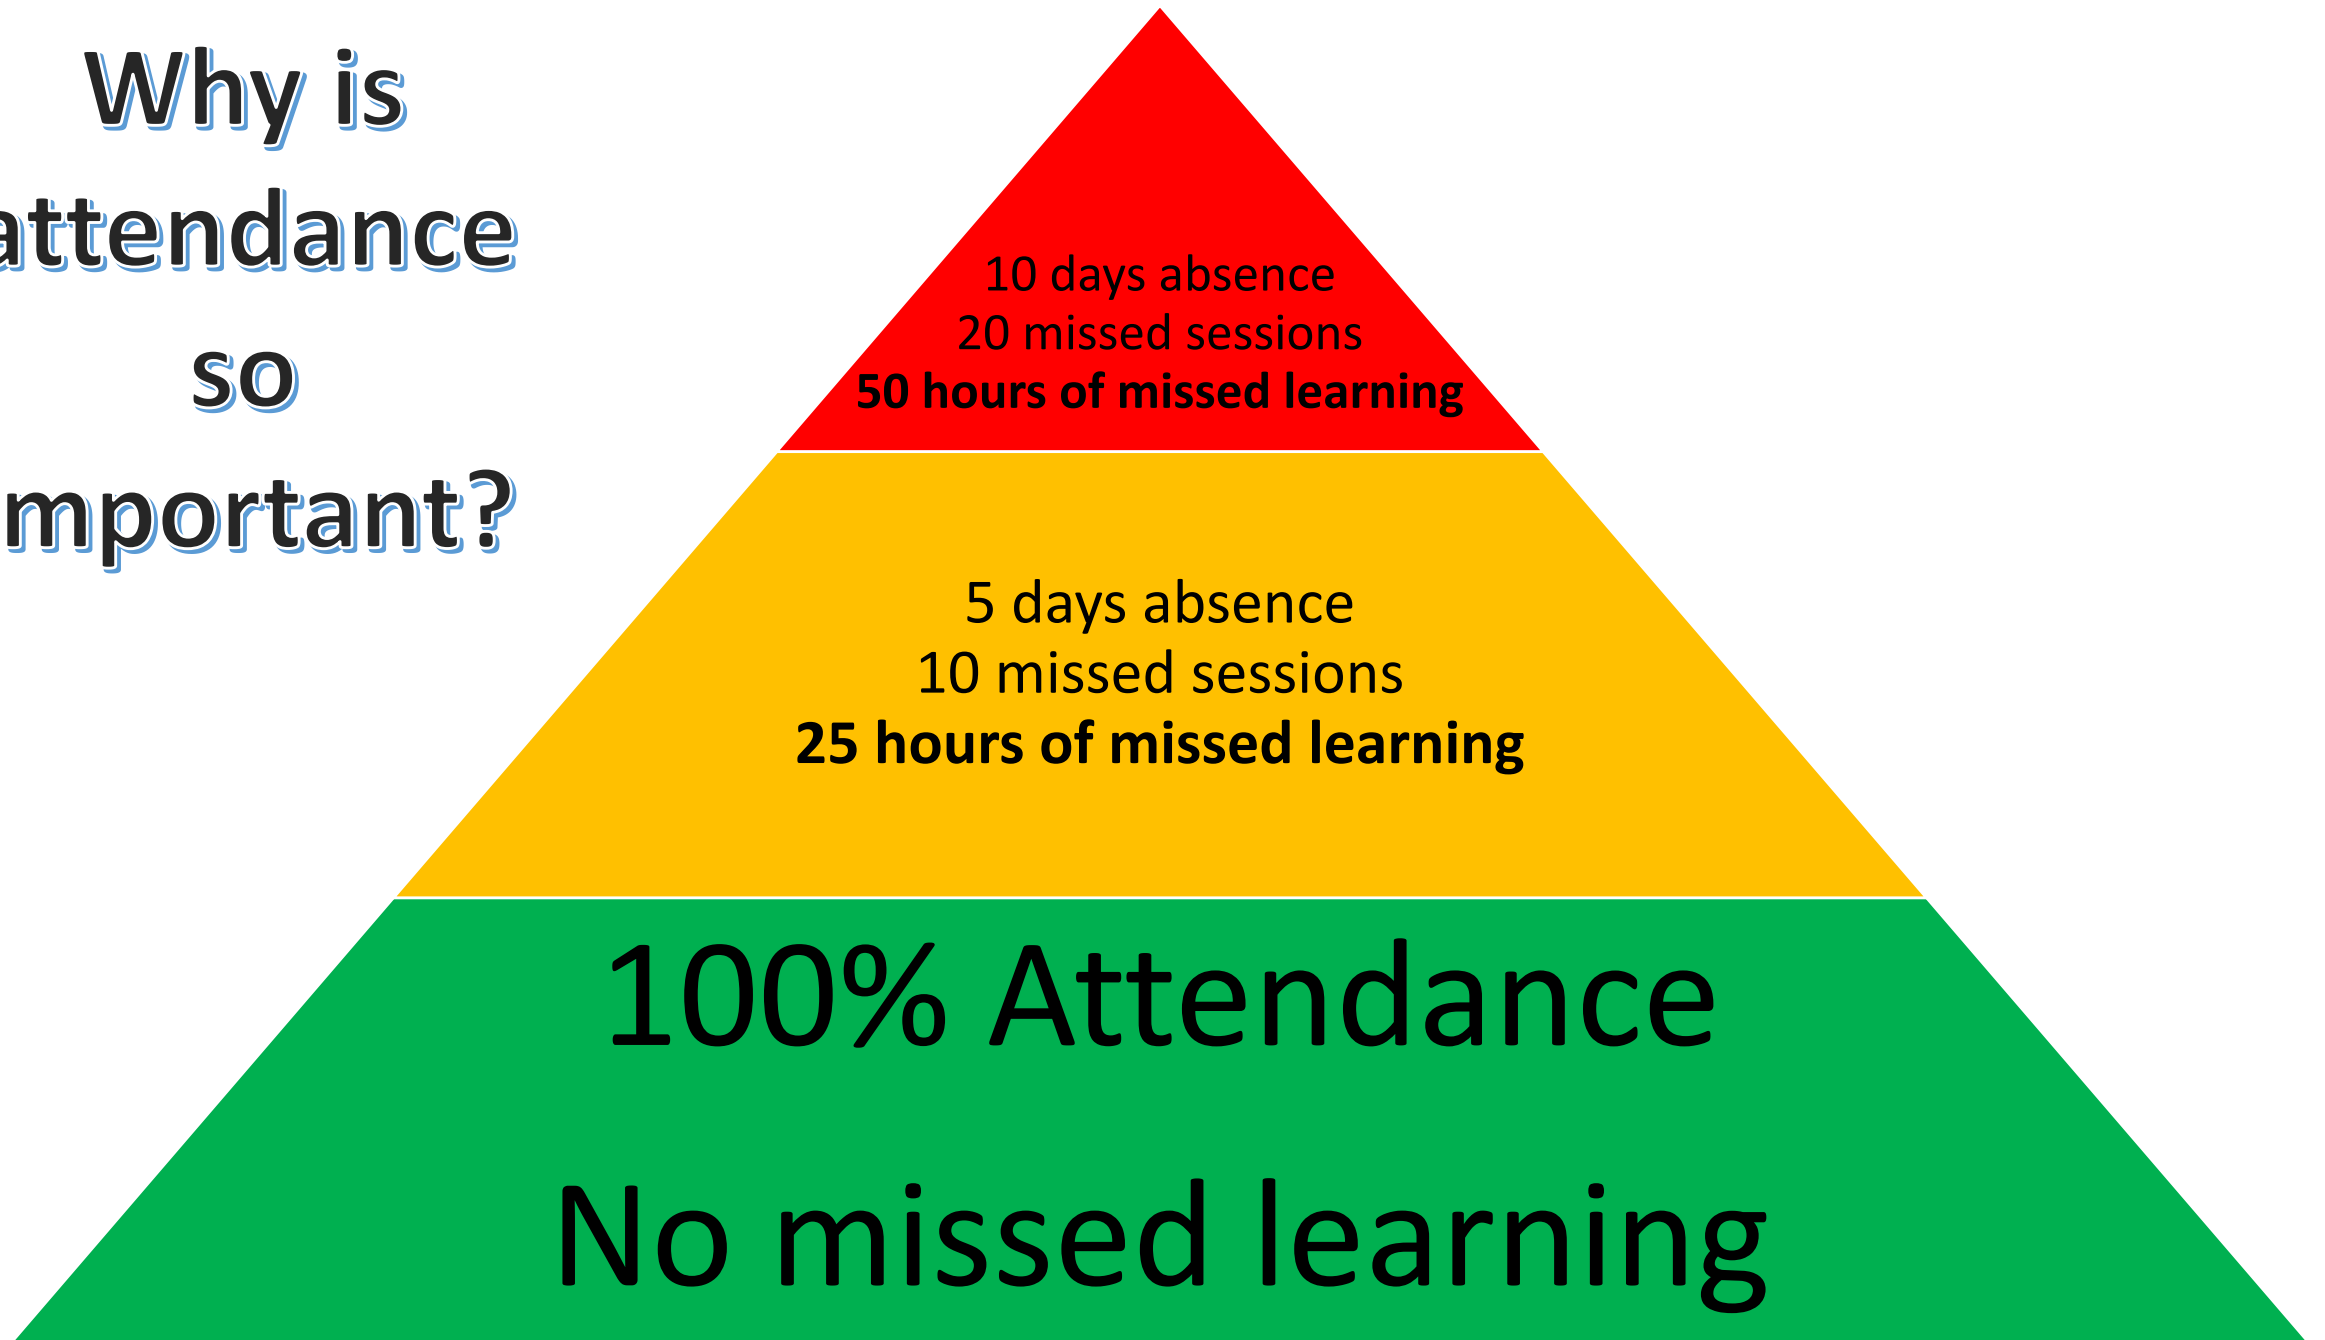 Why is
attendance
so
mportant?
10 days absence
20 missed sessions
50 hours of missed learning
5 days absence
10 missed sessions
25 hours of missed learning
100% Attendance
No missed learning